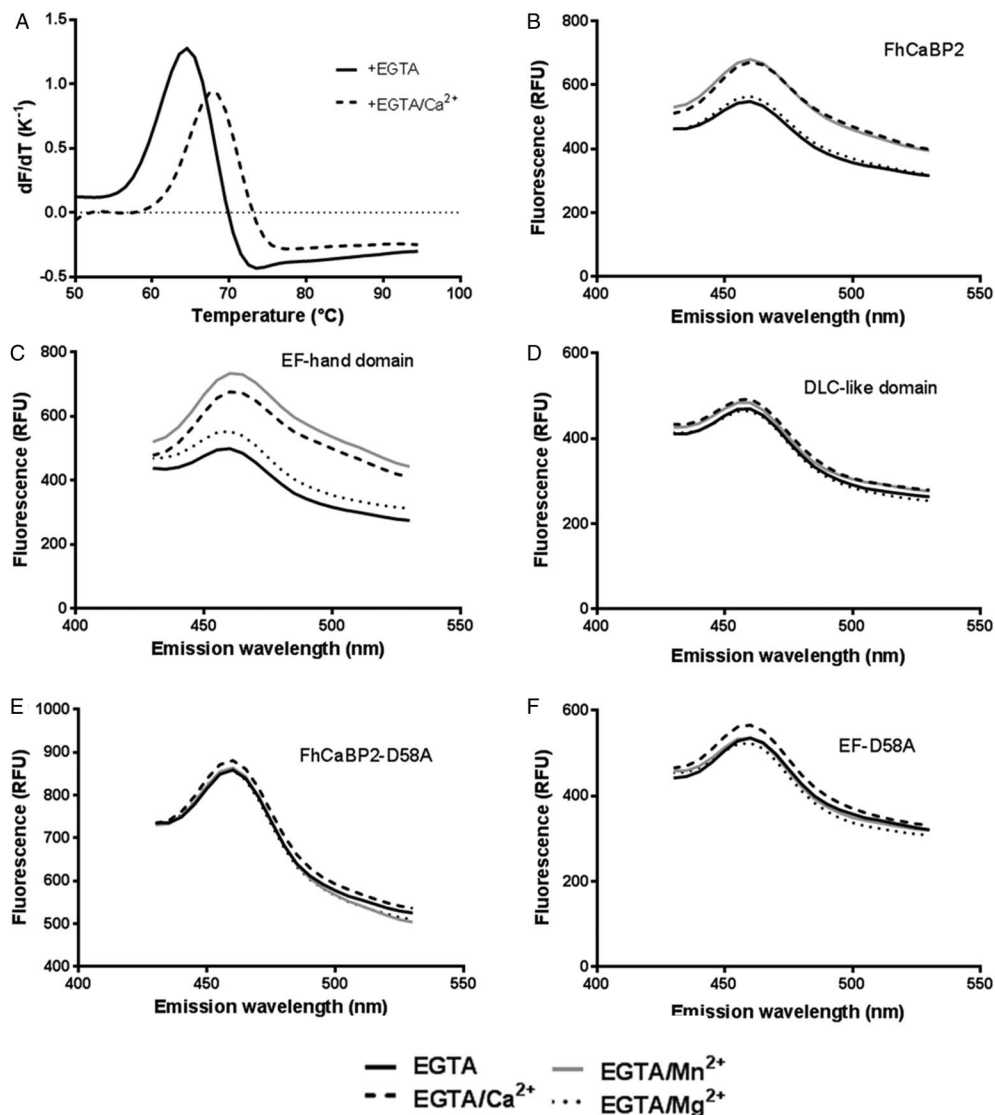 A
dF/dT (K⁻¹)
1.5
1.0
0.5
0.0
-0.5
+EGTA
+EGTA/Ca²⁺
50 60 70 80 90 100
Temperature (°C)
B
Fluorescence (RFU)
800
600
400
200
0
FhCaBP2
400 450 500 550
Emission wavelength (nm)
C
Fluorescence (RFU)
800
600
400
200
0
EF-hand domain
400 450 500 550
Emission wavelength (nm)
D
Fluorescence (RFU)
600
400
200
0
DLC-like domain
400 450 500 550
Emission wavelength (nm)
E
Fluorescence (RFU)
1000
900
800
700
600
500
400
FhCaBP2-D58A
400 450 500 550
Emission wavelength (nm)
F
Fluorescence (RFU)
600
400
200
0
EF-D58A
400 450 500 550
Emission wavelength (nm)
EGTA
EGTA/Mn²⁺
EGTA/Ca²⁺
EGTA/Mg²⁺